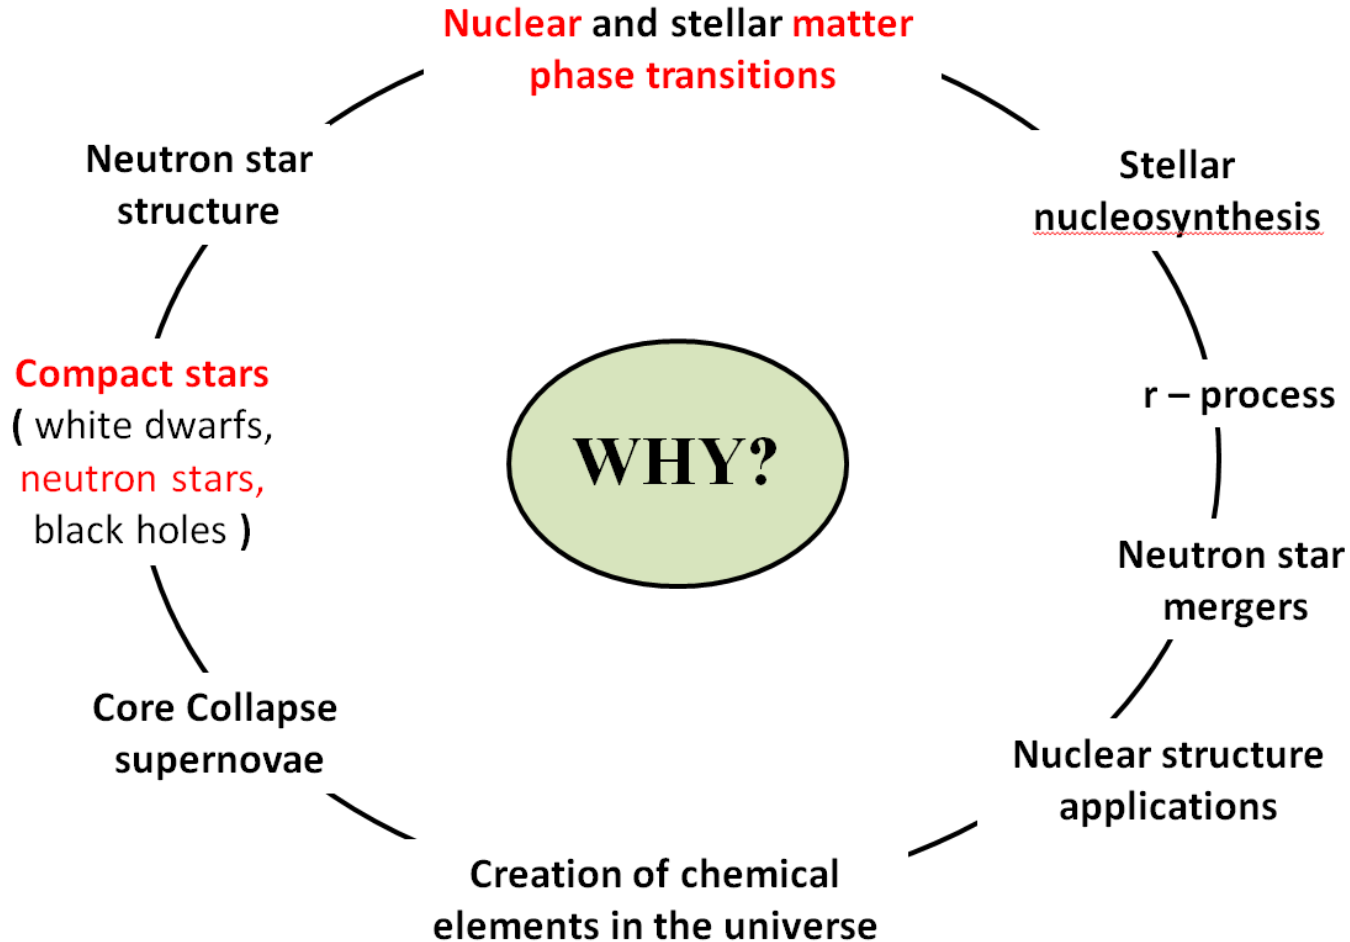 Nuclear and stellar matter
phase transitions
Stellar
nucleosynthesis
r – process
Neutron star
mergers
Nuclear structure
applications
Creation of chemical
elements in the universe
Core Collapse
supernovae
Compact stars
( white dwarfs,
neutron stars,
black holes )
Neutron star
structure
WHY?